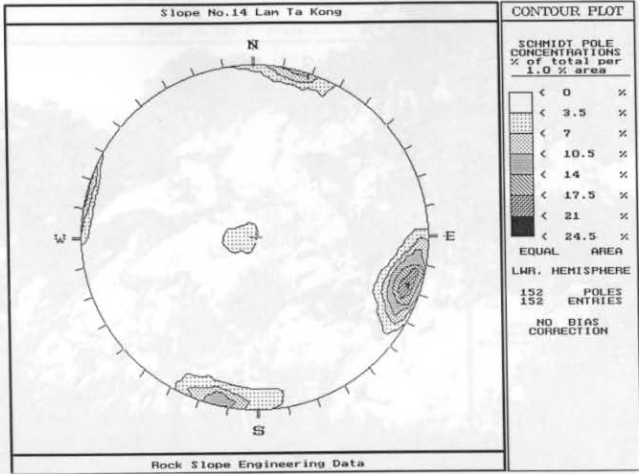 Slope No.14 Lam Ta Kong
N
W
E
S
Rock Slope Engineering Data
CONTOUR PLOT
SCHMIDT POLE
CONCENTRATIONS
% of total per
1.0 % area
< 0 %
< 3.5 %
< 7 %
< 10.5 %
< 14 %
< 17.5 %
< 21 %
< 24.5 %
EQUAL AREA
LWR. HEMISPHERE
152 POLES
152 ENTRIES
NO BIAS
CORRECTION